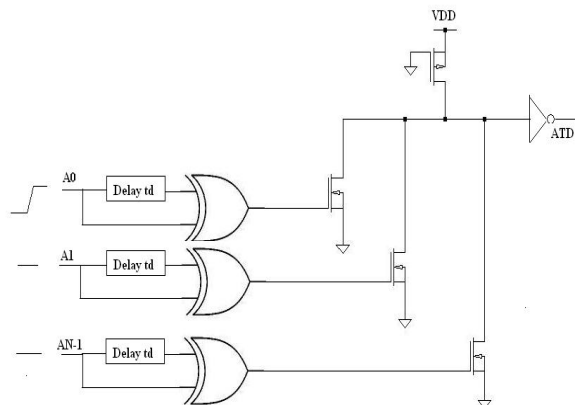 VDD
ATD
A0
Delay td
A1
Delay td
AN-1
Delay td